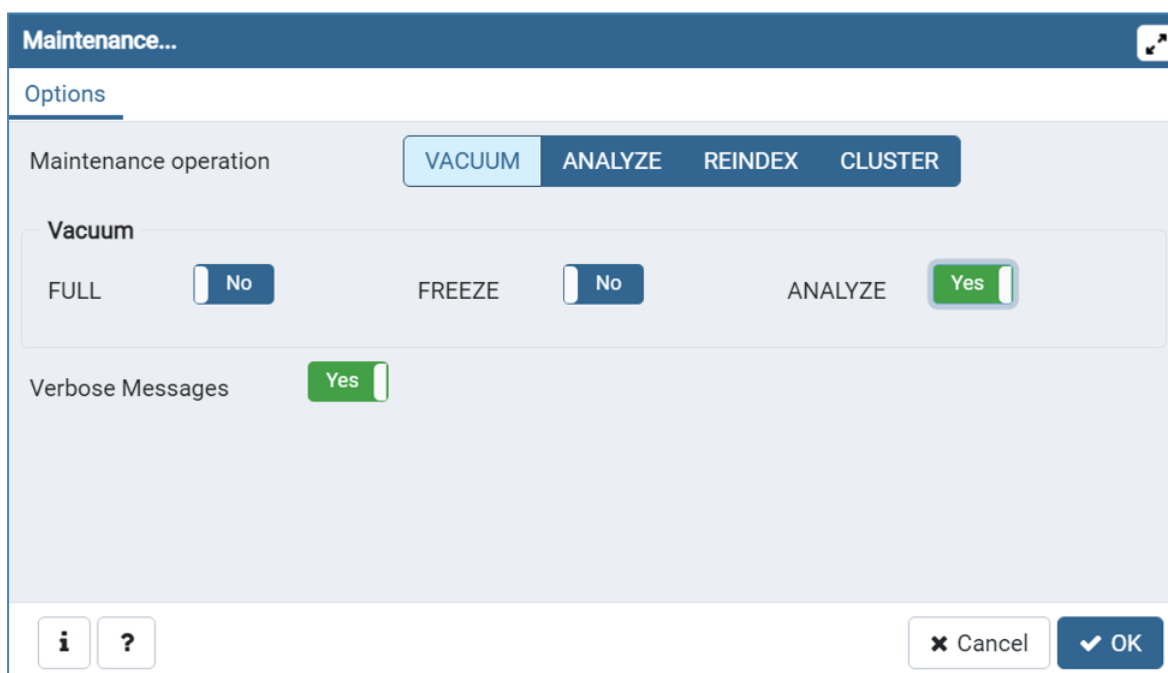 Maintenance...
Options
Maintenance operation VACUUM ANALYZE REINDEX CLUSTER
Vacuum
FULL No FREEZE No ANALYZE Yes
Verbose Messages Yes
i ? Cancel OK